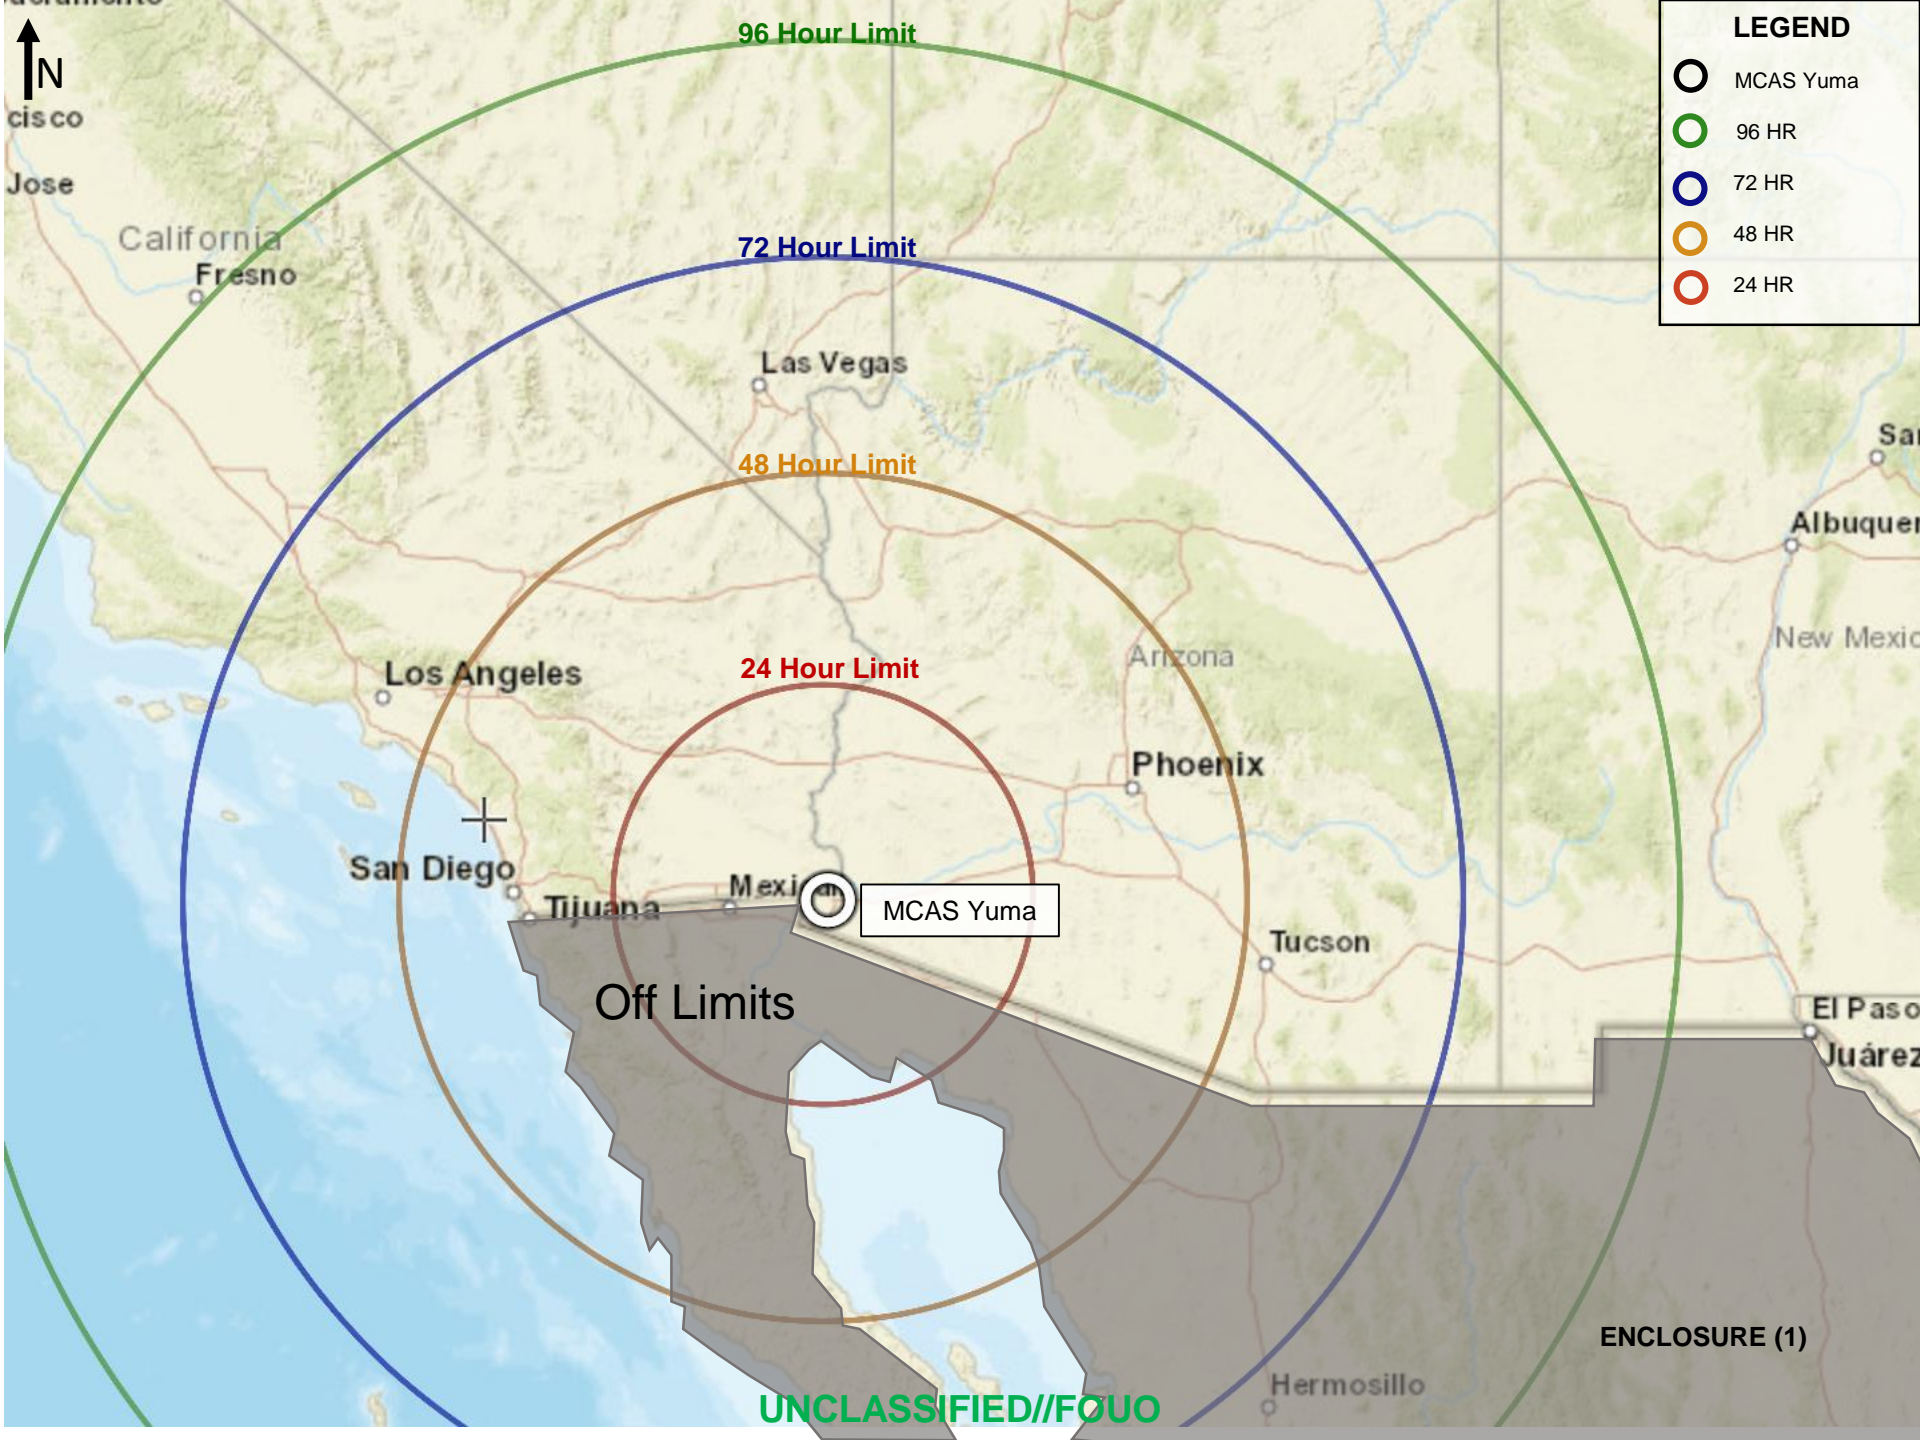 96 Hour Limit
LEGEND
N
MCAS Yuma
cisco
96 HR
Jose
72 HR
California
72 Hour Limit
48 HR
Fresno
24 HR
Las Vegas
48 Hour Limit
Albuquer
New Mexic
Arizona
Los Angeles
24 Hour Limit
Phoenix
San Diego
Tijuana
MCAS Yuma
Tucson
Off Limits
El Paso
Juárez
ENCLOSURE (1)
Hermosillo
UNCLASSIFIED//FOUO